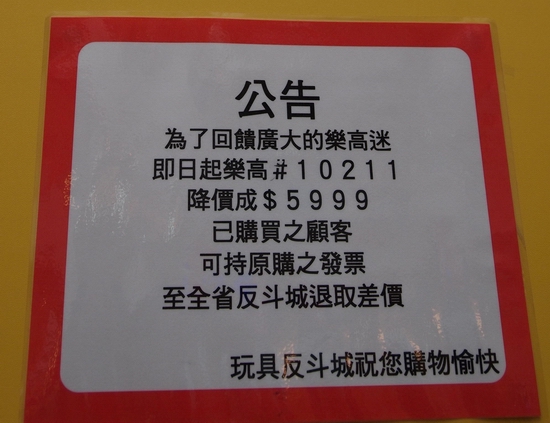 公告
為了回饋廣大的樂高迷
即日起樂高#10211
降價成$5999
已購買之顧客
可持原購之發票
至全省反斗城退取差價
玩具反斗城祝您購物愉快